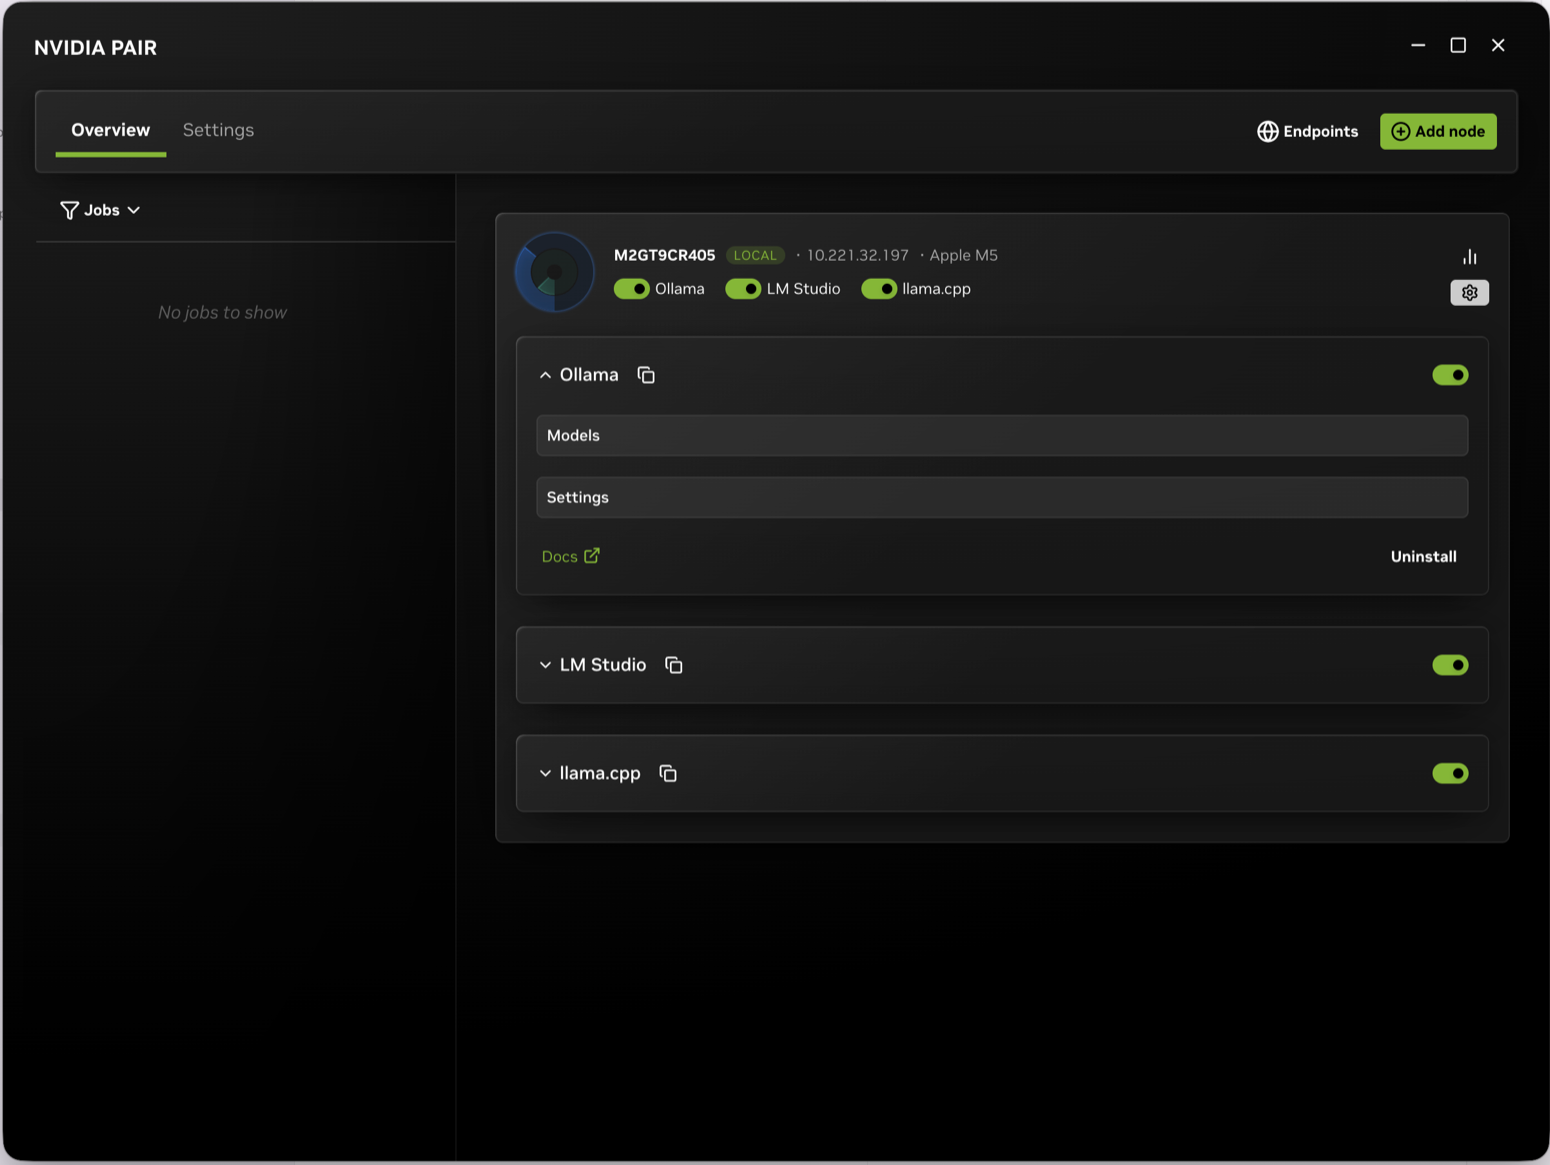 NVIDIA PAIR
Overview Settings Endpoints Add node
Jobs
No jobs to show
M2GT9CR405 LOCAL · 10.221.32.197 · Apple M5
Ollama LM Studio llama.cpp
Ollama
Models
Settings
Docs Uninstall
LM Studio
llama.cpp